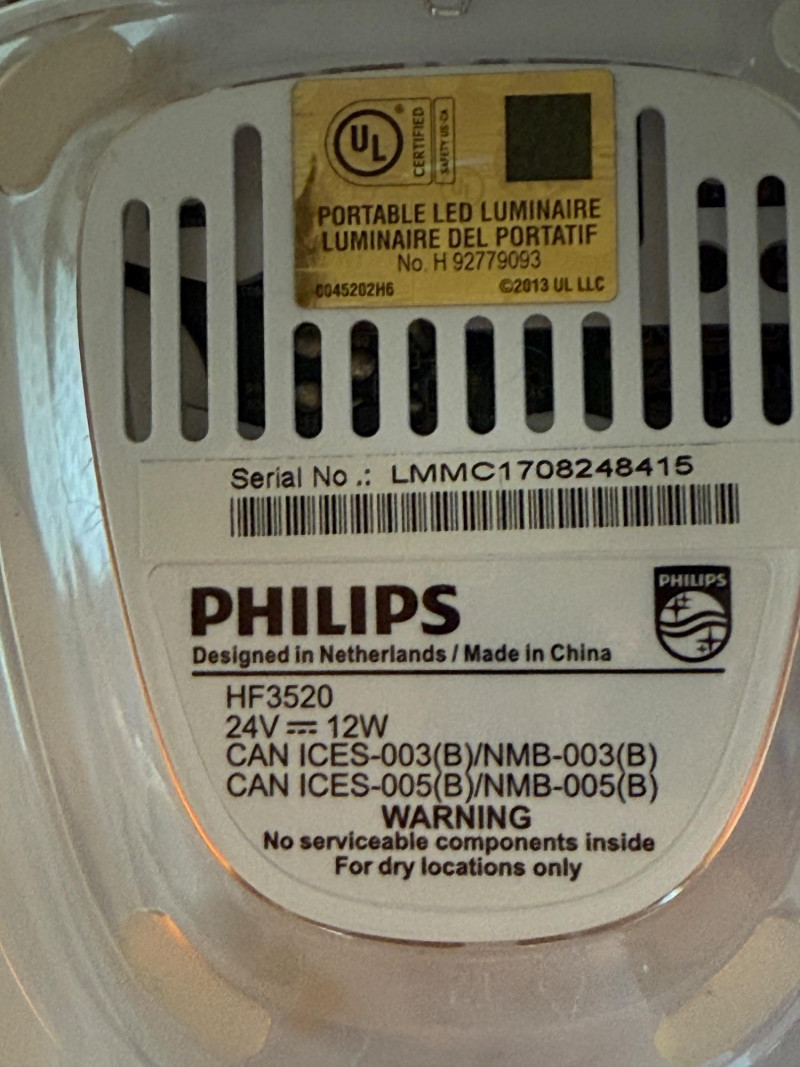 UL ®
CERTIFIED
SAFETY US-CA
PORTABLE LED LUMINAIRE
LUMINAIRE DEL PORTATIF
No. H 92779093
0045202H6 ©2013 UL LLC
Serial No.: LMMC1708248415
PHILIPS
PHILIPS
Designed in Netherlands / Made in China
HF3520
24V ⎓ 12W
CAN ICES-003(B)/NMB-003(B)
CAN ICES-005(B)/NMB-005(B)
WARNING
No serviceable components inside
For dry locations only